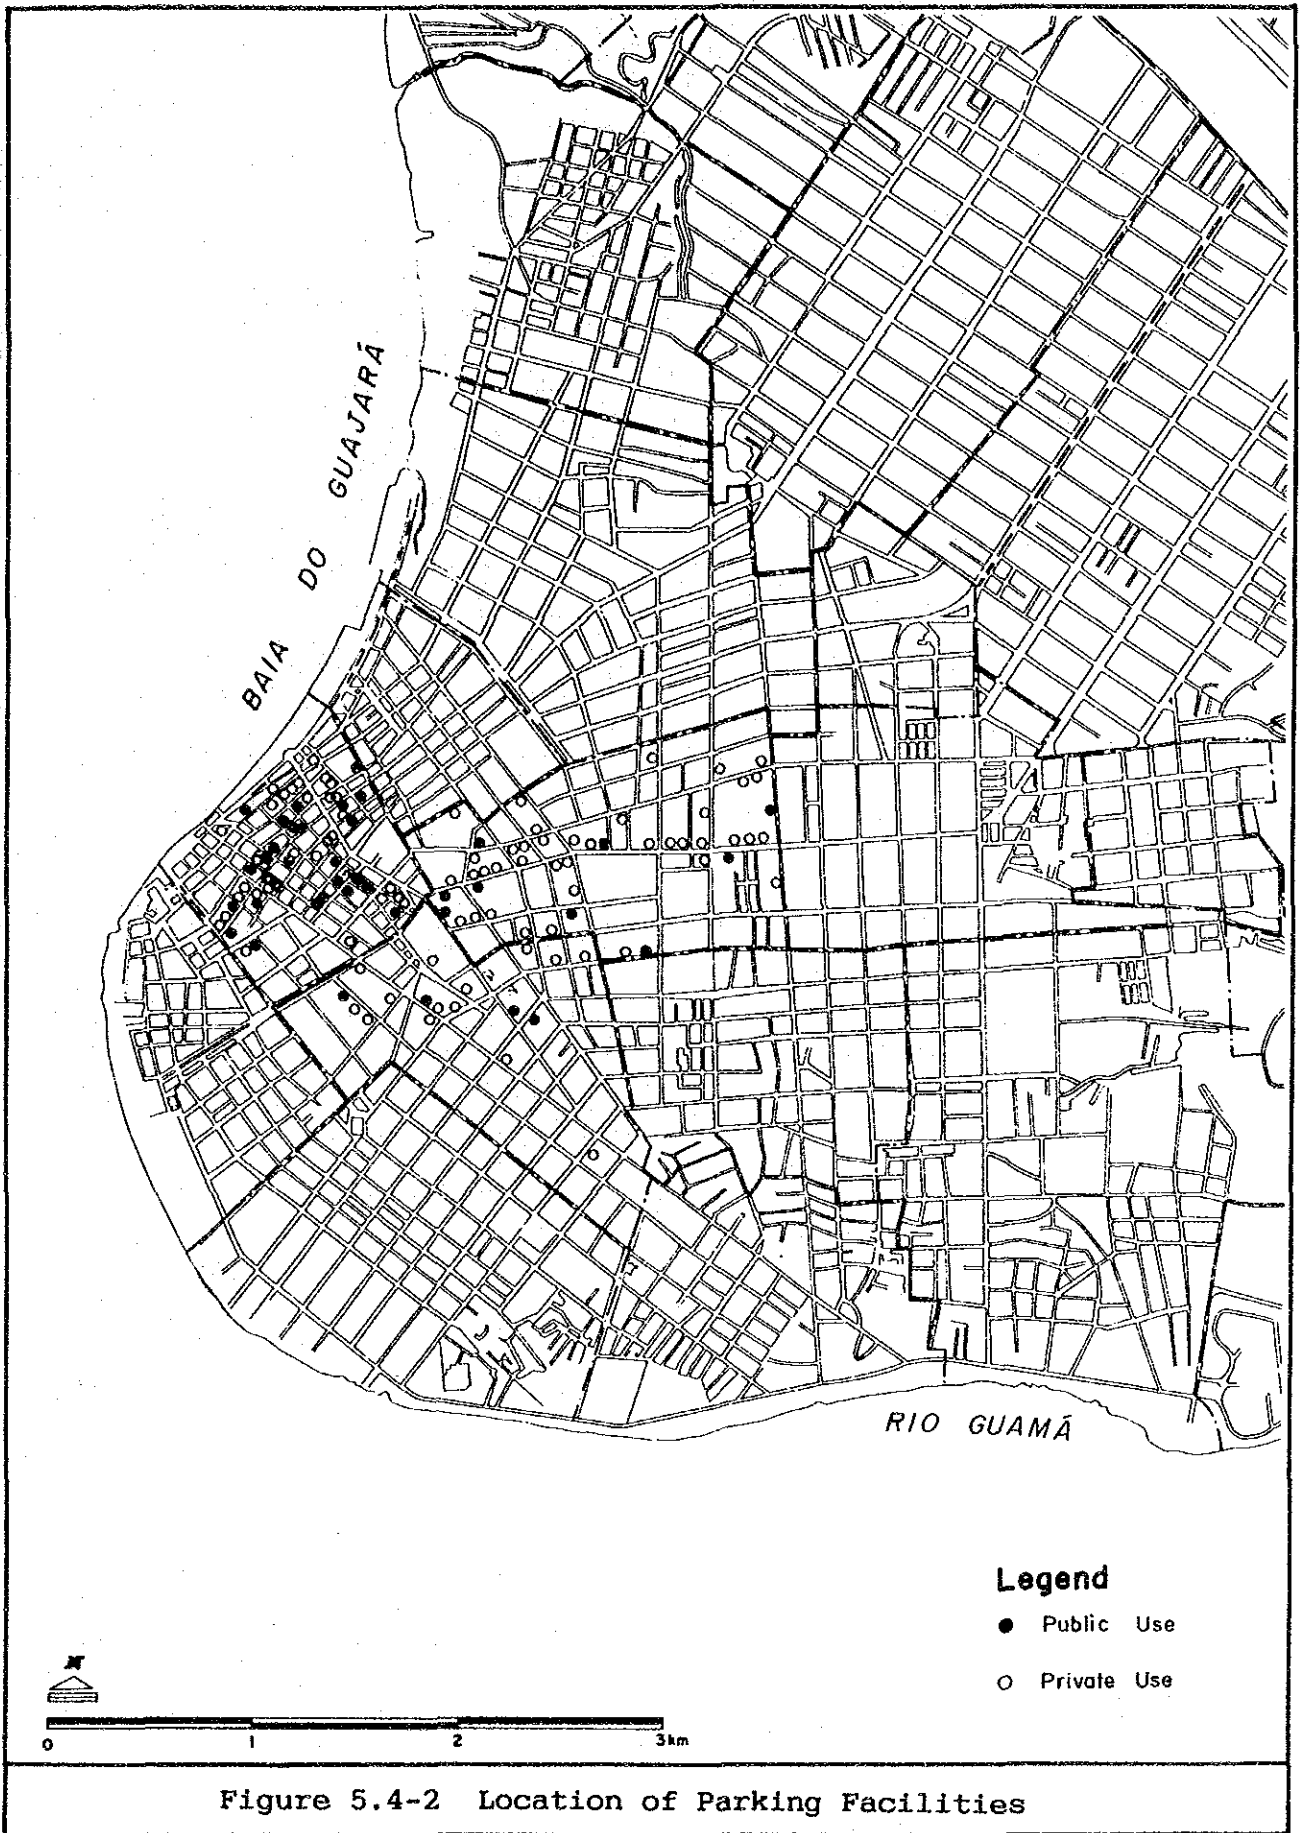 BAIA DO GUAJARÁ
RIO GUAMÁ
Legend
Public Use
Private Use
N
0 1 2 3km
Figure 5.4-2 Location of Parking Facilities